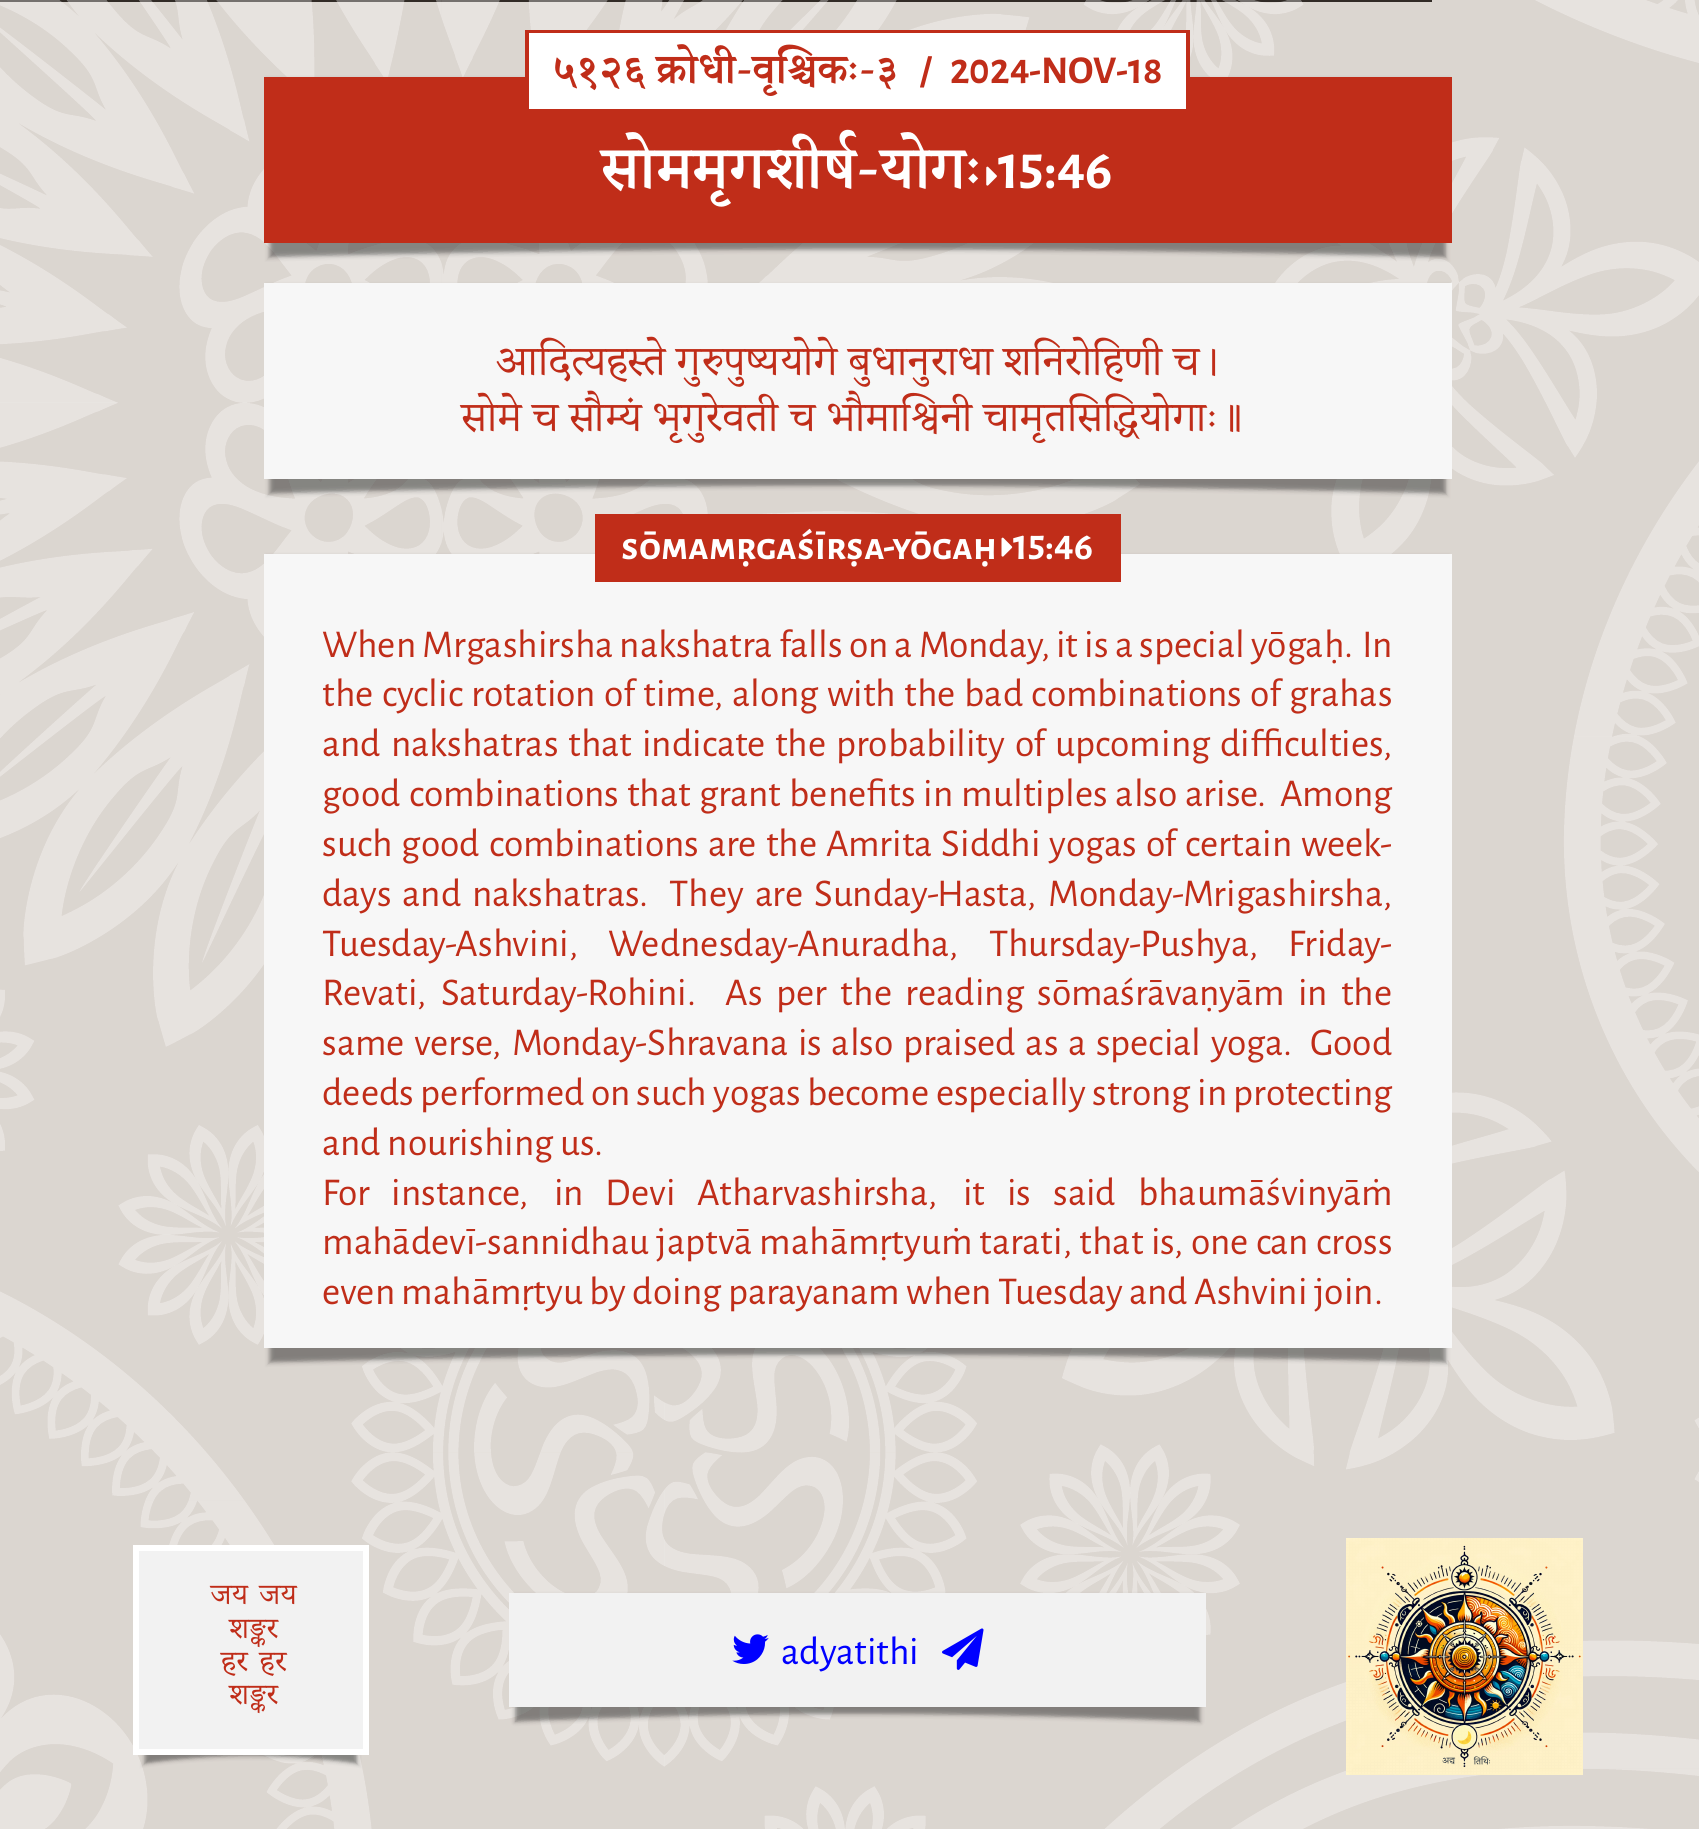 ५१२६ क्रोधी-वृश्चिकः-३ / 2024-NOV-18
सोममृगशीर्ष-योगः▸15:46
आदित्यहस्ते गुरुपुष्ययोगे बुधानुराधा शनिरोहिणी च।
सोमे च सौम्यं भृगुरेवती च भौमाश्विनी चामृतसिद्धियोगाः॥
SŌMAMṚGAŚĪRṢA-YŌGAḤ▸15:46
When Mrgashirsha nakshatra falls on a Monday, it is a special yōgaḥ. In
the cyclic rotation of time, along with the bad combinations of grahas
and nakshatras that indicate the probability of upcoming difficulties,
good combinations that grant benefits in multiples also arise. Among
such good combinations are the Amrita Siddhi yogas of certain week-
days and nakshatras. They are Sunday-Hasta, Monday-Mrigashirsha,
Tuesday-Ashvini, Wednesday-Anuradha, Thursday-Pushya, Friday-
Revati, Saturday-Rohini. As per the reading sōmaśrāvaṇyām in the
same verse, Monday-Shravana is also praised as a special yoga. Good
deeds performed on such yogas become especially strong in protecting
and nourishing us.
For instance, in Devi Atharvashirsha, it is said bhaumāśvinyāṁ
mahādevī-sannidhau japtvā mahāmṛtyuṁ tarati, that is, one can cross
even mahāmṛtyu by doing parayanam when Tuesday and Ashvini join.
जय जय
शङ्कर
हर हर
शङ्कर
adyatithi
अद्य तिथिः